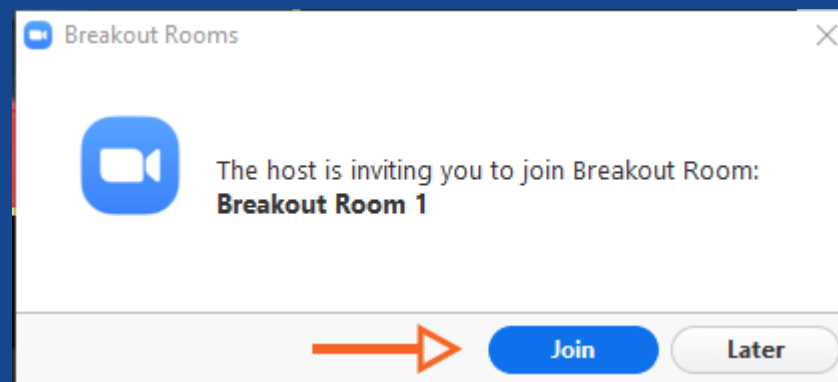 Breakout Rooms
The host is inviting you to join Breakout Room:
Breakout Room 1
Join
Later